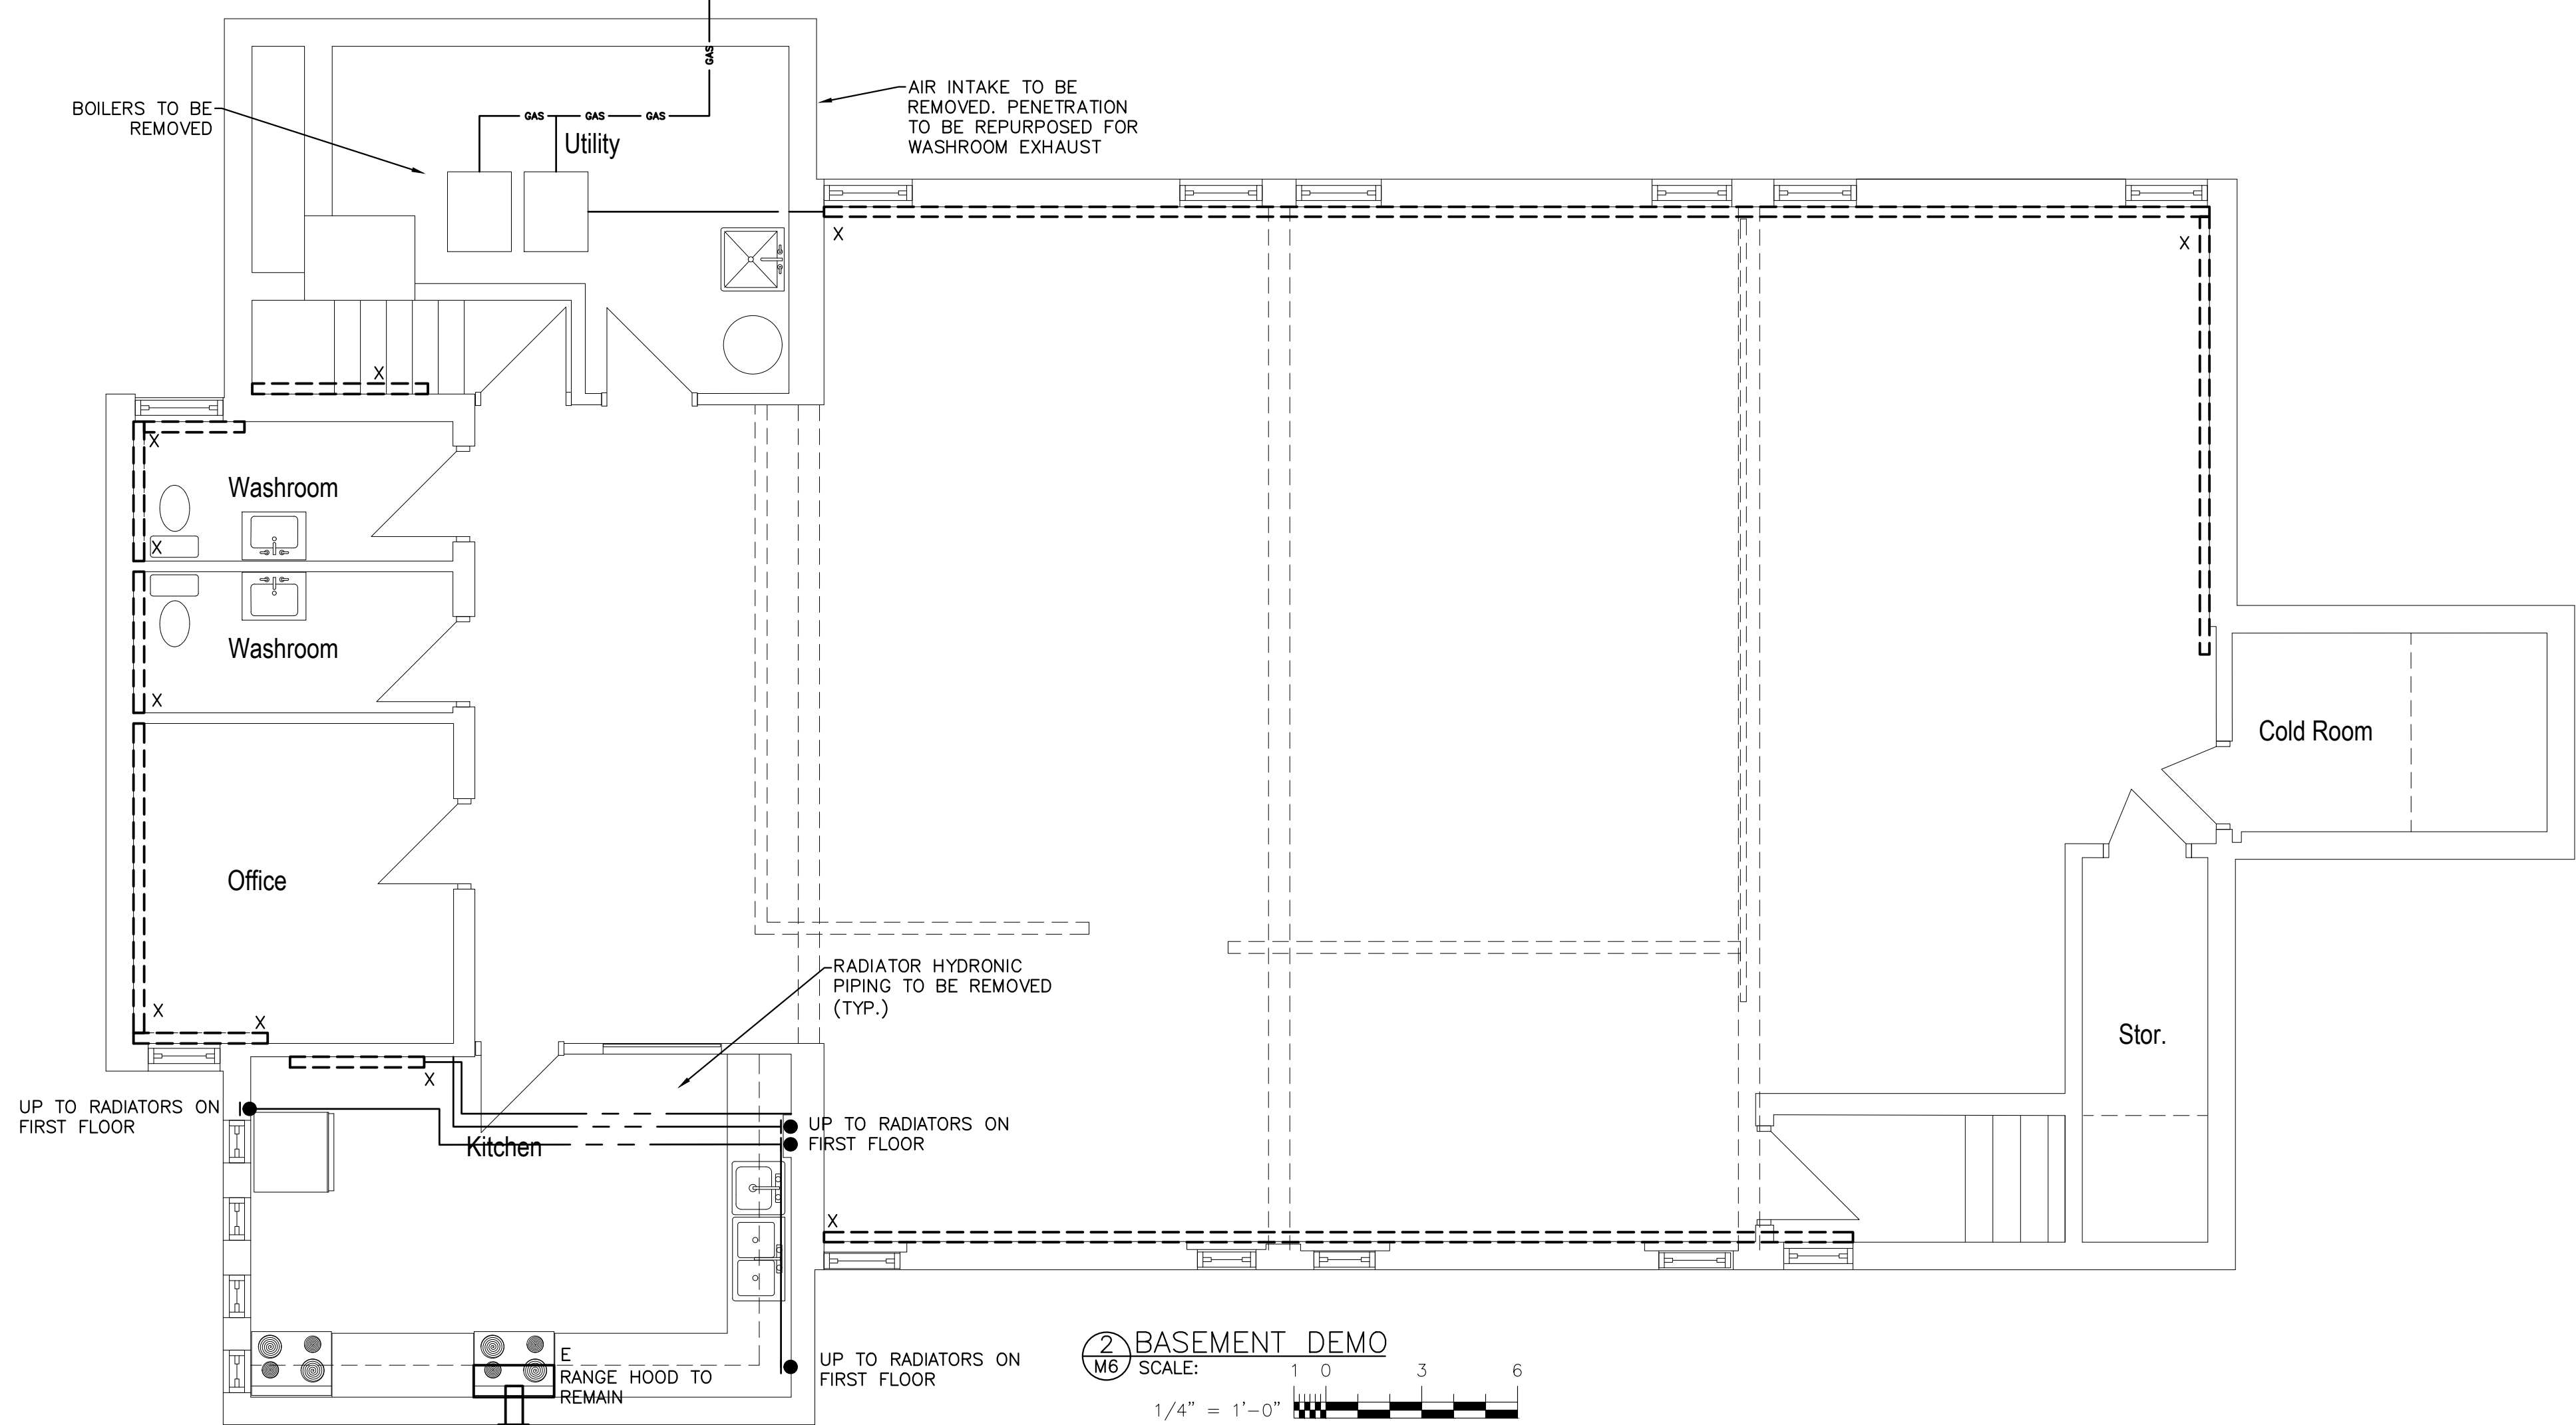 GAS
AIR INTAKE TO BE
REMOVED. PENETRATION
TO BE REPURPOSED FOR
WASHROOM EXHAUST
BOILERS TO BE
REMOVED
GAS GAS GAS
Utility
X
X
X
X
Washroom
X
Washroom
X
Cold Room
Office
RADIATOR HYDRONIC
PIPING TO BE REMOVED
(TYP.)
X
X
Stor.
X
UP TO RADIATORS ON
FIRST FLOOR
UP TO RADIATORS ON
FIRST FLOOR
Kitchen
X
2
M6
BASEMENT DEMO
SCALE:
1/4" = 1'-0"
1 0 3 6
E
RANGE HOOD TO
REMAIN
UP TO RADIATORS ON
FIRST FLOOR